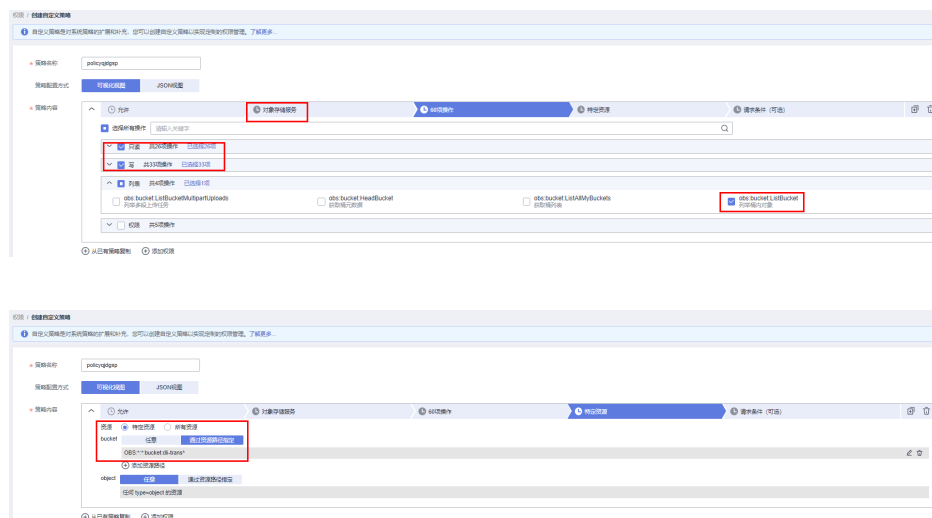 权限 / 创建自定义策略
自定义策略是对系统策略的扩展和补充，您可以创建自定义策略以实现定制的权限管理。了解更多...
* 策略名称 policyqjdgsp
策略配置方式 可视化视图 JSON视图
* 策略内容 允许 对象存储服务 60项操作 特定资源 请求条件（可选）
选择所有操作 请输入关键字
只读 共26项操作 已选择26项
写 共33项操作 已选择33项
列表 共4项操作 已选择1项
obs:bucket:ListBucketMultipartUploads obs:bucket:HeadBucket obs:bucket:ListAllMyBuckets obs:bucket:ListBucket
列举多段上传任务 获取桶元数据 获取桶列表 列举桶内对象
权限 共5项操作
从已有策略复制 添加权限
权限 / 创建自定义策略
自定义策略是对系统策略的扩展和补充，您可以创建自定义策略以实现定制的权限管理。了解更多...
* 策略名称 policyqjdgsp
策略配置方式 可视化视图 JSON视图
* 策略内容 允许 对象存储服务 60项操作 特定资源 请求条件（可选）
资源 特定资源 所有资源
bucket 任意 通过资源路径指定
OBS:*:*:bucket:dli-trans*
添加资源路径
object 任意 通过资源路径指定
任何 type=object 的资源
从已有策略复制 添加权限